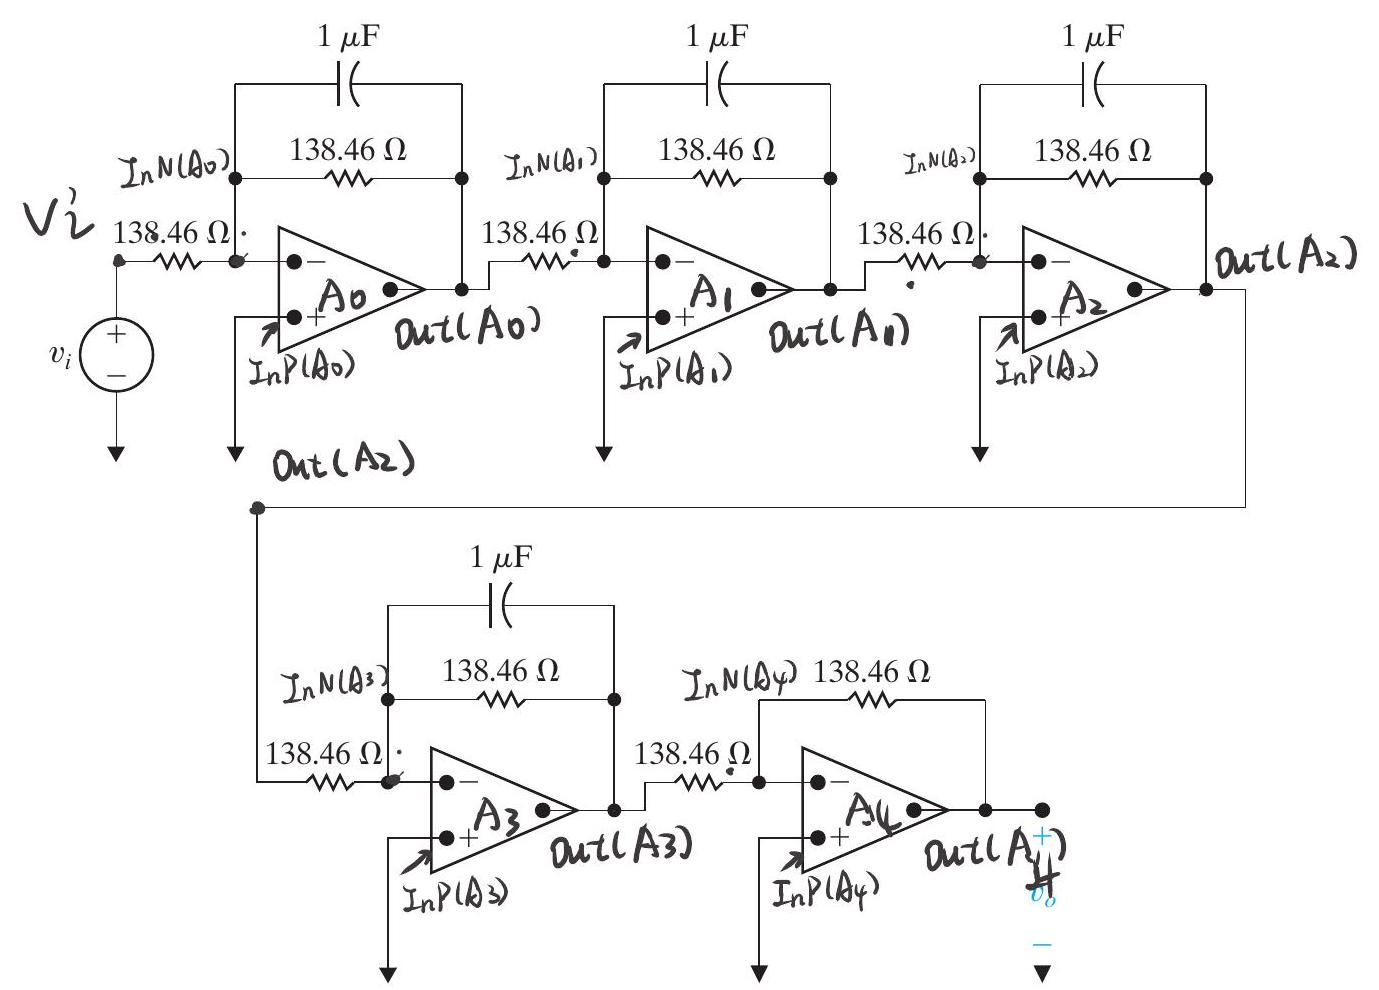 1 μF 1 μF 1 μF
InN(A0) 138.46 Ω InN(A1) 138.46 Ω InN(A2) 138.46 Ω
Vi 138.46 Ω 138.46 Ω 138.46 Ω
− − − Out(A2)
A0 A1 A2
+ + +
Out(A0) Out(A1)
+
vi
−
InP(A0) InP(A1) InP(A2)
Out(A2)
1 μF
InN(A3) 138.46 Ω InN(A4) 138.46 Ω
138.46 Ω 138.46 Ω
− −
A3 A4
+ +
Out(A3) Out(A4)
+
InP(A3) InP(A4)
vo
−